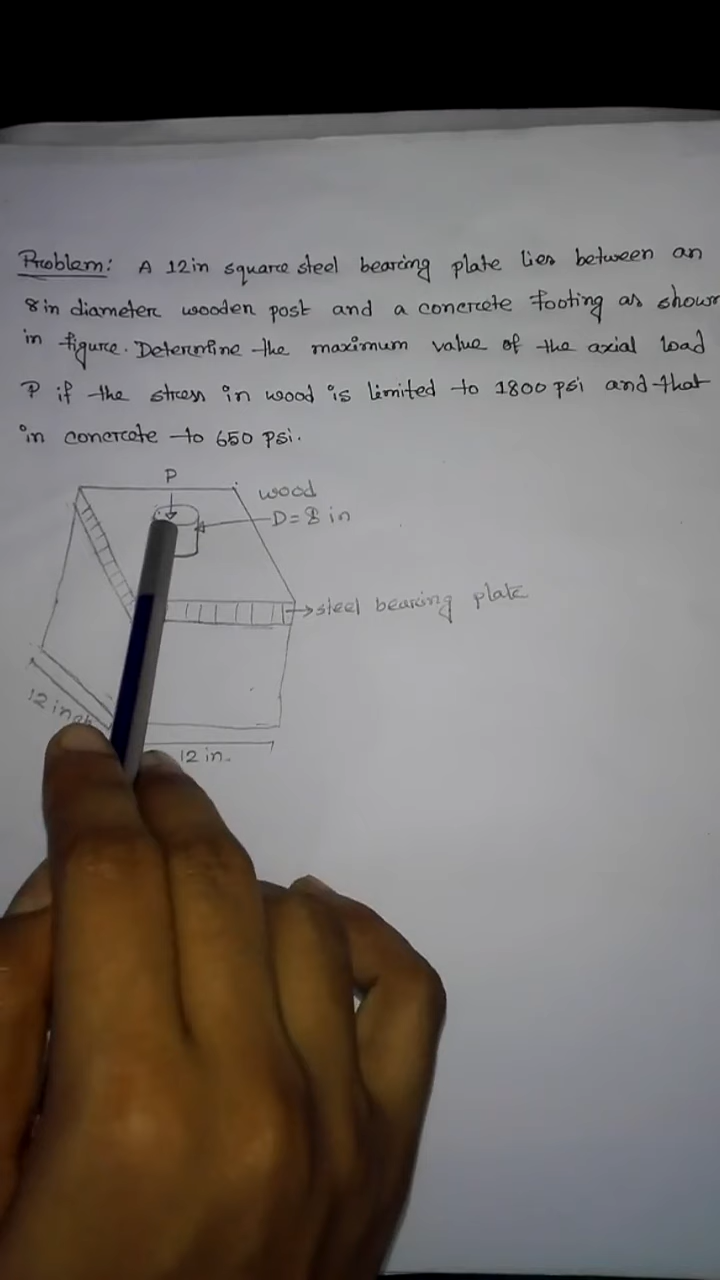 Problem: A 12in square steel bearing plate lies between an
8in diameter wooden post and a concrete footing as shown
in figure. Determine the maximum value of the axial load
P if the stress in wood is limited to 1800 psi and that
in concrete to 650 psi.
P
wood
D=8 in
steel bearing plate
12 inch
12 in.